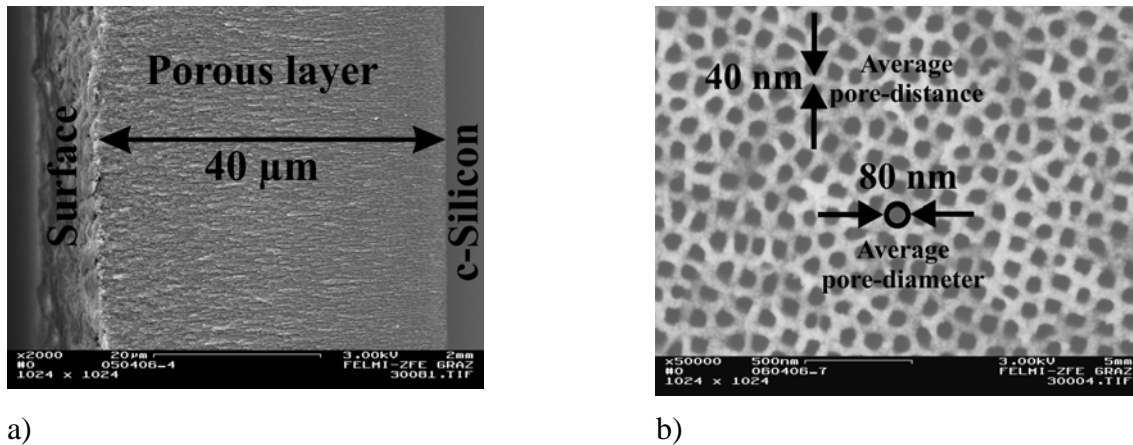 Porous layer
40 µm
Surface
c-Silicon
x2000 20µm 3.00kV 2mm
#0 050406-4 FELMI-ZFE GRAZ
1024 x 1024 30081.TIF
a)
40 nm
Average
pore-distance
80 nm
Average
pore-diameter
x50000 500nm 3.00kV 5mm
#0 060406-7 FELMI-ZFE GRAZ
1024 x 1024 30004.TIF
b)